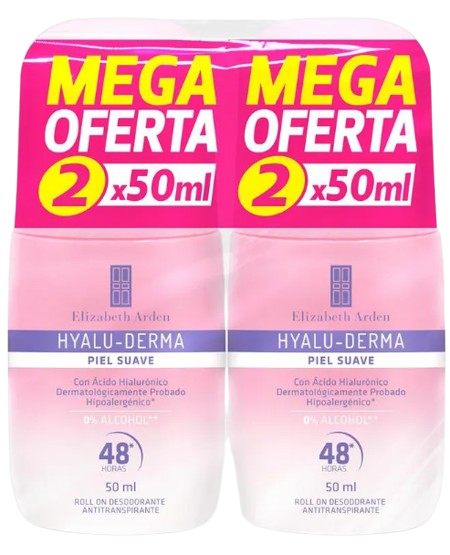 MEGA
OFERTA
2 x50ml
Elizabeth Arden
HYALU-DERMA
PIEL SUAVE
Con Ácido Hialurónico
Dermatológicamente Probado
Hipoalergénico*
0% ALCOHOL**
48*
HORAS
50 ml
ROLL ON DESODORANTE
ANTITRANSPIRANTE
MEGA
OFERTA
2 x50ml
Elizabeth Arden
HYALU-DERMA
PIEL SUAVE
Con Ácido Hialurónico
Dermatológicamente Probado
Hipoalergénico*
0% ALCOHOL**
48*
HORAS
50 ml
ROLL ON DESODORANTE
ANTITRANSPIRANTE